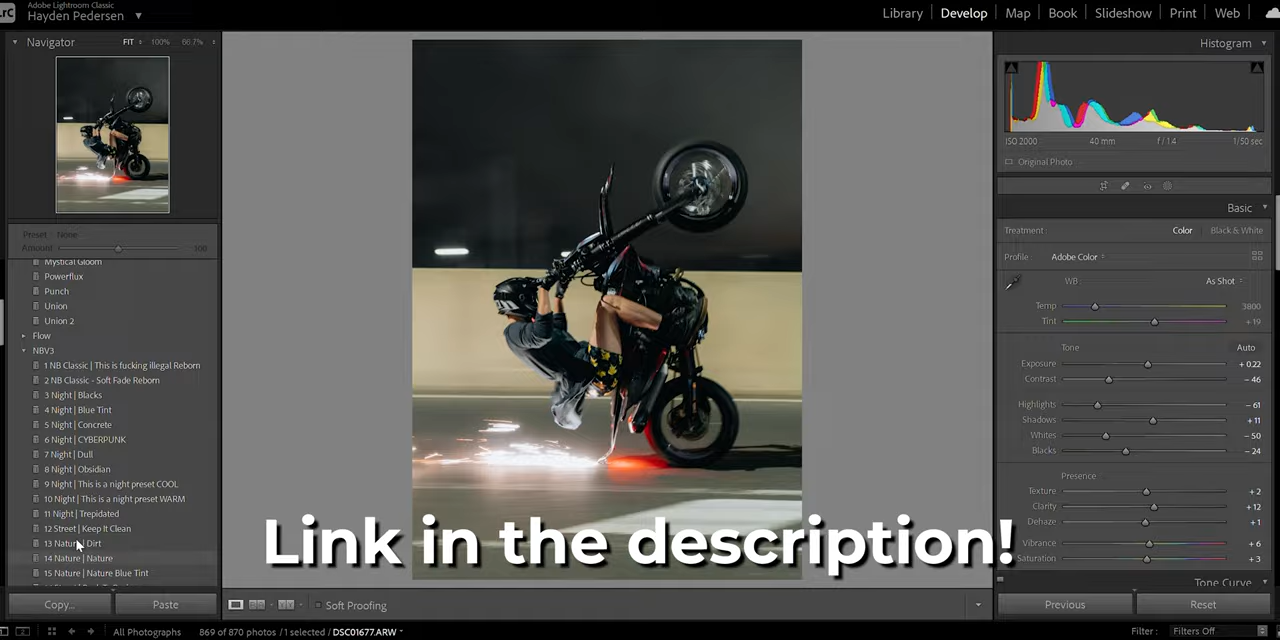 Adobe Lightroom Classic
Hayden Pedersen
Library | Develop | Map | Book | Slideshow | Print | Web
Navigator FIT 100% 66.7%
Histogram
ISO 2000 40 mm f / 1.4 1/50 sec
Original Photo
Basic
Treatment Color Black & White
Profile: Adobe Color
WB: As Shot
Temp 3800
Tint +19
Tone Auto
Exposure +0.22
Contrast -46
Highlights -61
Shadows +11
Whites -50
Blacks -24
Presence
Texture +2
Clarity +12
Dehaze +1
Vibrance +6
Saturation +3
Tone Curve
Preset: None
Amount 100
Mystical Gloom
Powerflux
Punch
Union
Union 2
Flow
NBV3
1 NB Classic | This is fucking illegal Reborn
2 NB Classic - Soft Fade Reborn
3 Night | Blacks
4 Night | Blue Tint
5 Night | Concrete
6 Night | CYBERPUNK
7 Night | Dull
8 Night | Obsidian
9 Night | This is a night preset COOL
10 Night | This is a night preset WARM
11 Night | Trepidated
12 Street | Keep It Clean
13 Nature | Dirt
14 Nature | Nature
15 Nature | Nature Blue Tint
Link in the description!
Copy... Paste
Soft Proofing
Previous Reset
All Photographs 869 of 870 photos / 1 selected / DSC01677.ARW
Filter: Filters Off